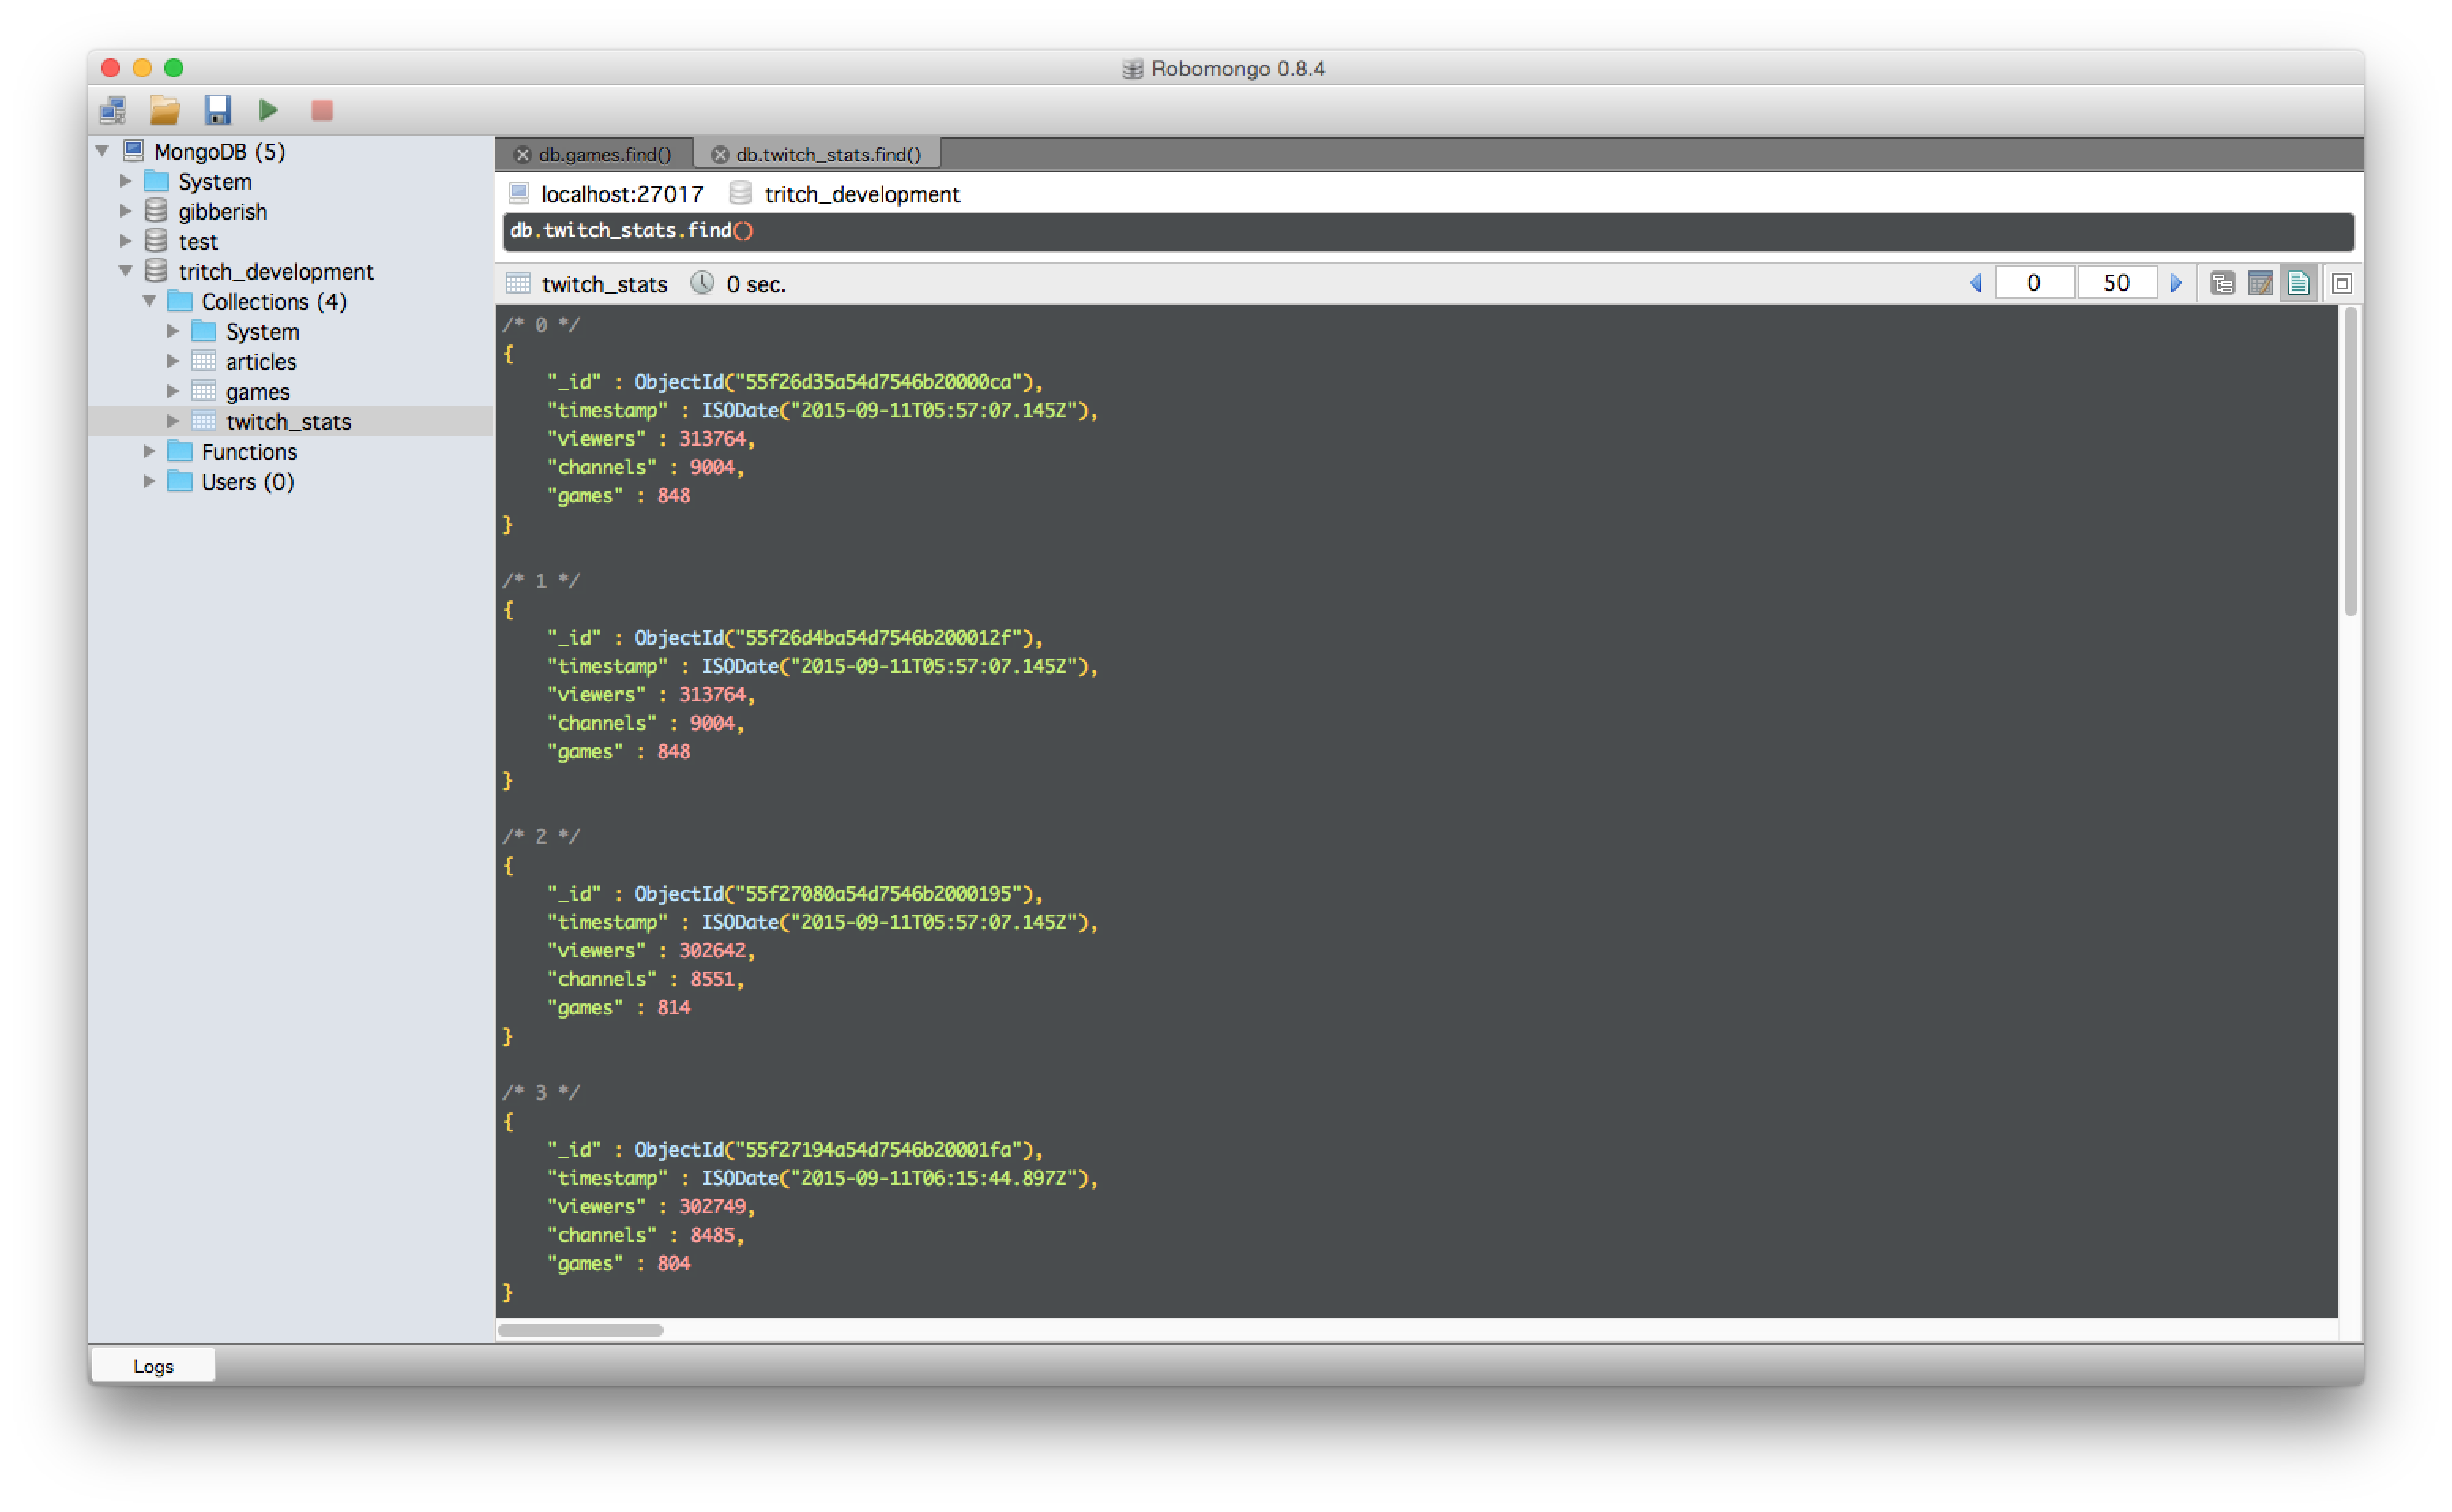 Robomongo 0.8.4
MongoDB (5)
System
gibberish
test
tritch_development
Collections (4)
System
articles
games
twitch_stats
Functions
Users (0)
db.games.find()
db.twitch_stats.find()
localhost:27017 tritch_development
db.twitch_stats.find()
twitch_stats 0 sec.
0 50
/* 0 */
{
"_id" : ObjectId("55f26d35a54d7546b20000ca"),
"timestamp" : ISODate("2015-09-11T05:57:07.145Z"),
"viewers" : 313764,
"channels" : 9004,
"games" : 848
}
/* 1 */
{
"_id" : ObjectId("55f26d4ba54d7546b200012f"),
"timestamp" : ISODate("2015-09-11T05:57:07.145Z"),
"viewers" : 313764,
"channels" : 9004,
"games" : 848
}
/* 2 */
{
"_id" : ObjectId("55f27080a54d7546b2000195"),
"timestamp" : ISODate("2015-09-11T05:57:07.145Z"),
"viewers" : 302642,
"channels" : 8551,
"games" : 814
}
/* 3 */
{
"_id" : ObjectId("55f27194a54d7546b20001fa"),
"timestamp" : ISODate("2015-09-11T06:15:44.897Z"),
"viewers" : 302749,
"channels" : 8485,
"games" : 804
}
Logs